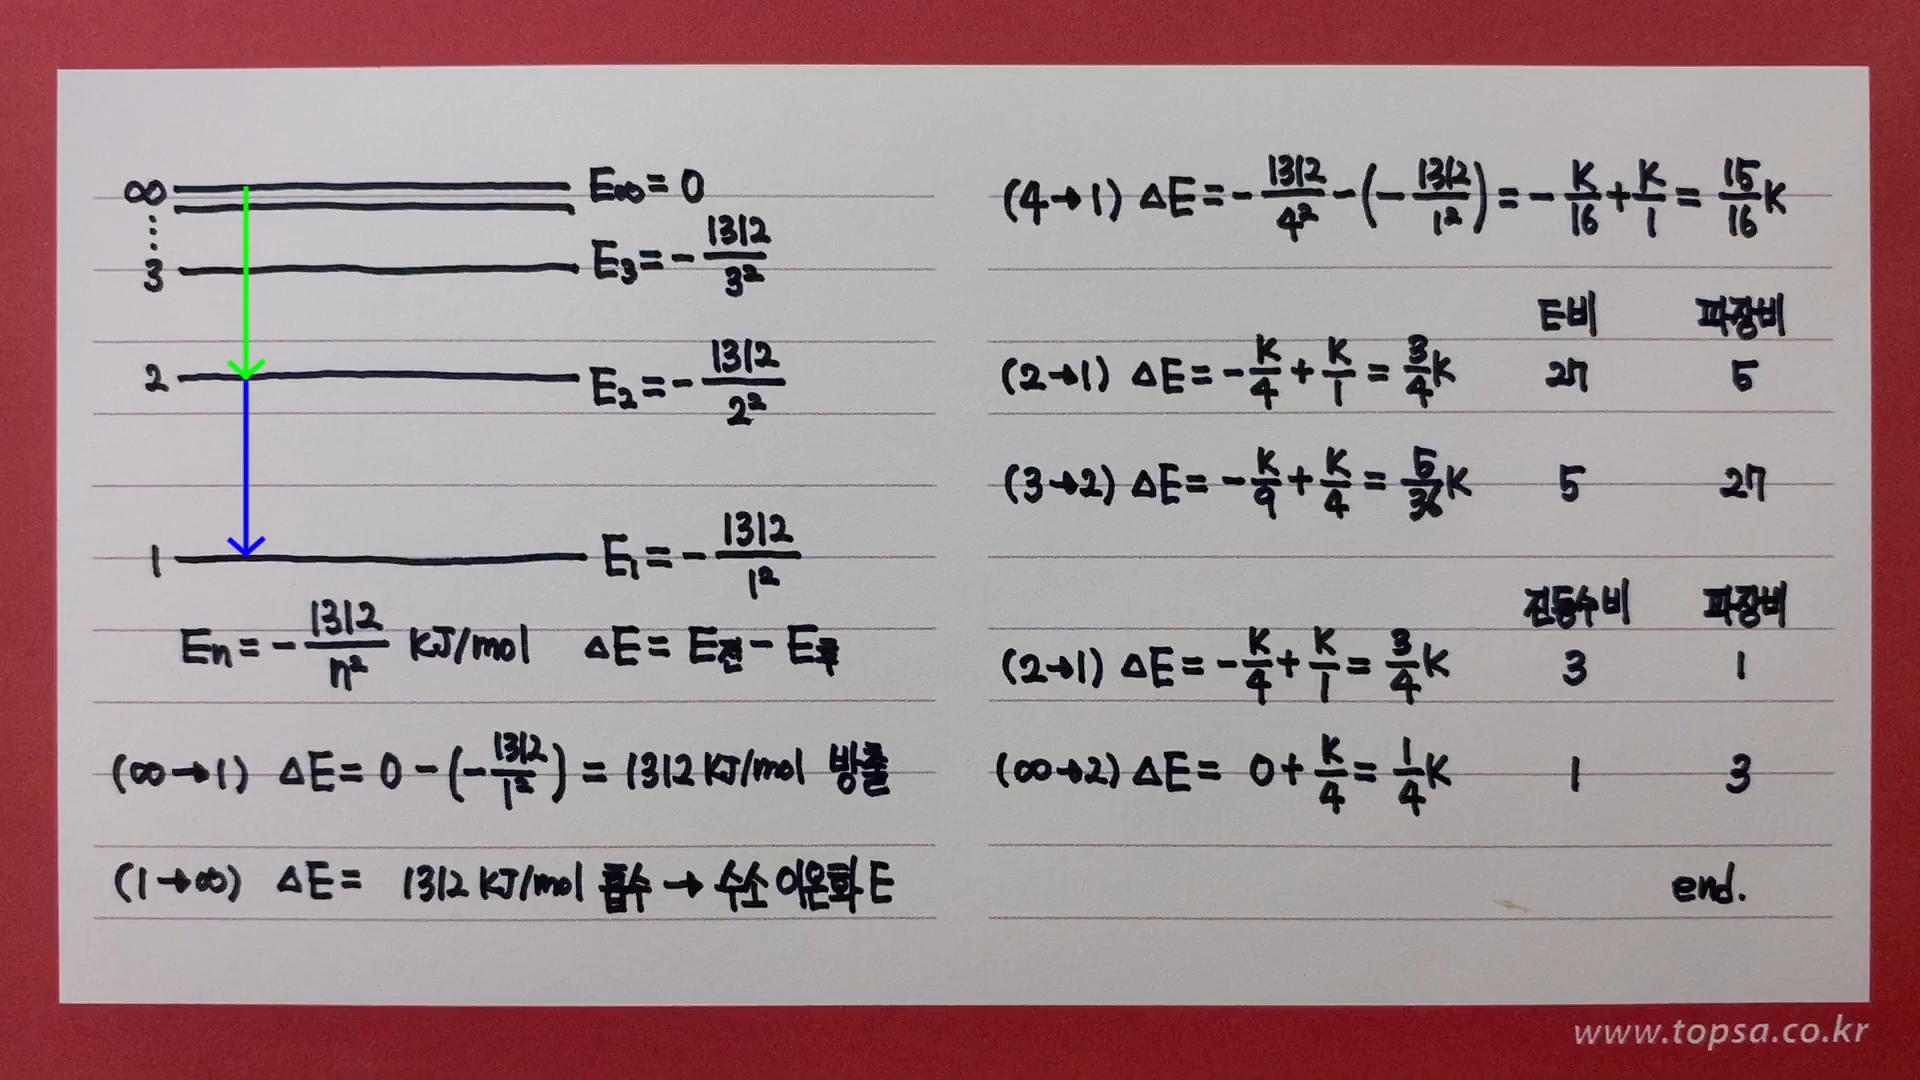 ∞ E∞ = 0
⋮
3 E₃ = - 1312/3²
2 E₂ = - 1312/2²
1 E₁ = - 1312/1²
En = - 1312/n² KJ/mol ΔE = E전 - E후
(∞→1) ΔE = 0 - (- 1312/1²) = 1312 KJ/mol 방출
(1→∞) ΔE = 1312 KJ/mol 흡수 → 수소 이온화 E
(4→1) ΔE = - 1312/4² - (- 1312/1²) = - K/16 + K/1 = 15/16 K
E비 파장비
(2→1) ΔE = - K/4 + K/1 = 3/4 K 27 5
(3→2) ΔE = - K/9 + K/4 = 5/36 K 5 27
진동수비 파장비
(2→1) ΔE = - K/4 + K/1 = 3/4 K 3 1
(∞→2) ΔE = 0 + K/4 = 1/4 K 1 3
end.
www.topsa.co.kr